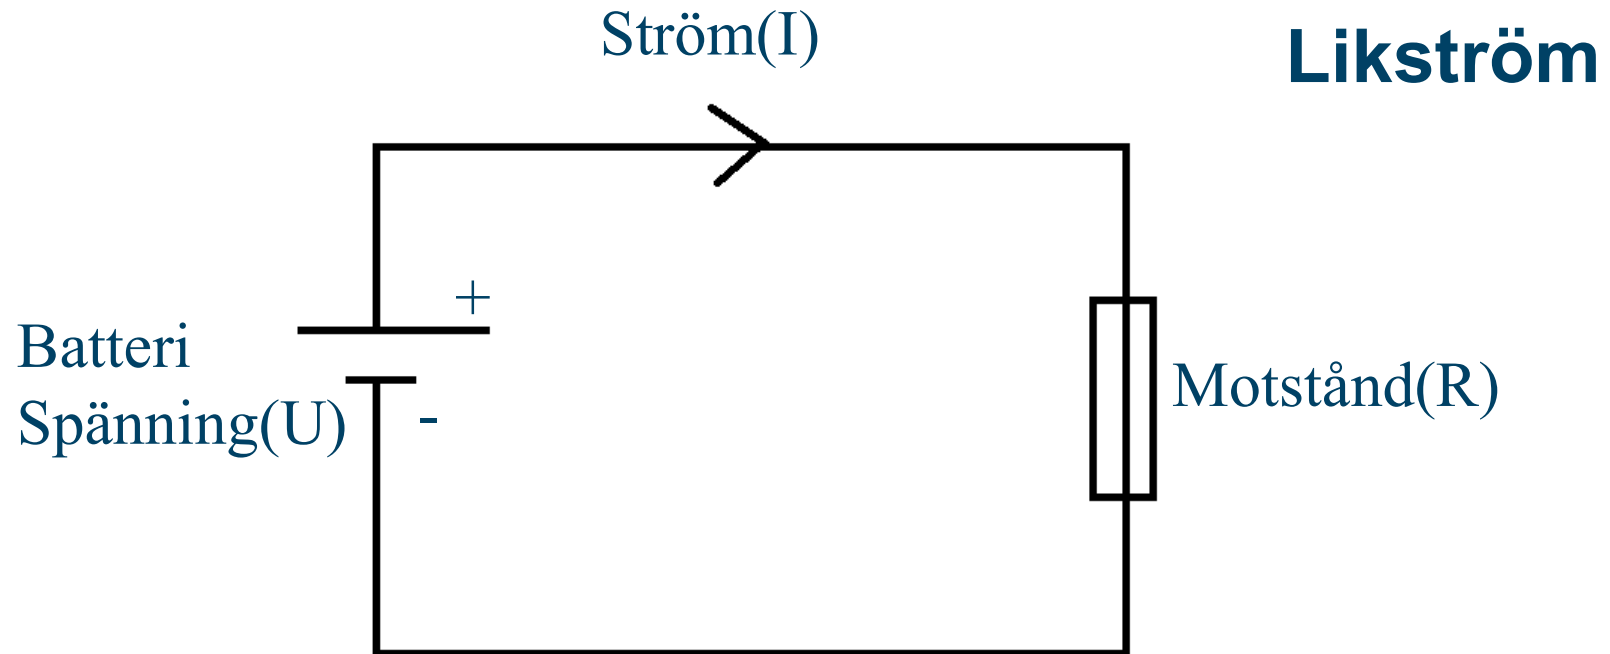 Ström(I)
Likström
+
Batteri
Spänning(U)
-
Motstånd(R)